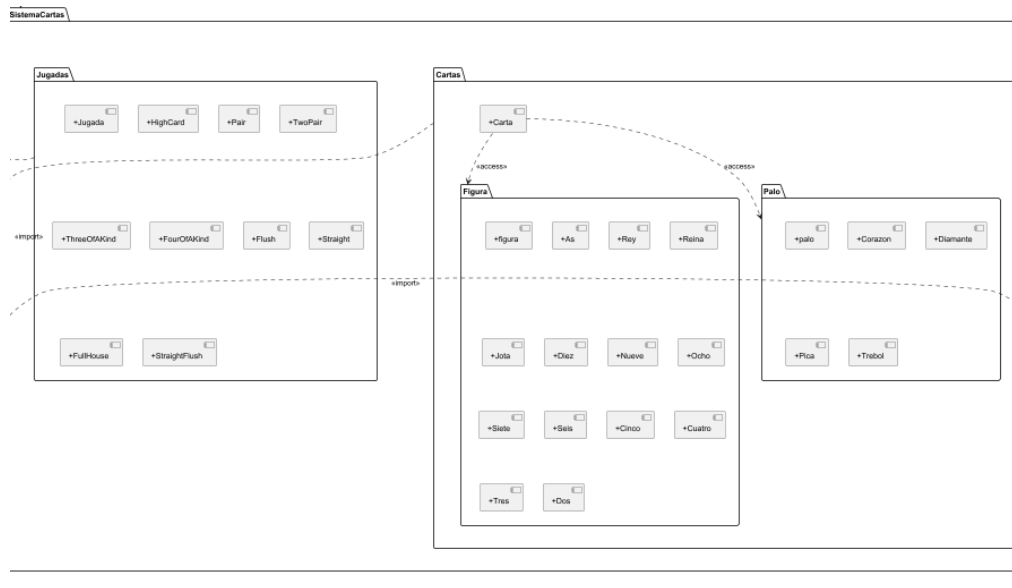 SistemaCartas
Jugadas
Cartas
+Jugada
+HighCard
+Pair
+TwoPair
+Carta
«access»
«access»
Figura
Palo
«import»
+ThreeOfAKind
+FourOfAKind
+Flush
+Straight
+figura
+As
+Rey
+Reina
+palo
+Corazon
+Diamante
«import»
+FullHouse
+StraightFlush
+Jota
+Diez
+Nueve
+Ocho
+Pica
+Trebol
+Siete
+Seis
+Cinco
+Cuatro
+Tres
+Dos